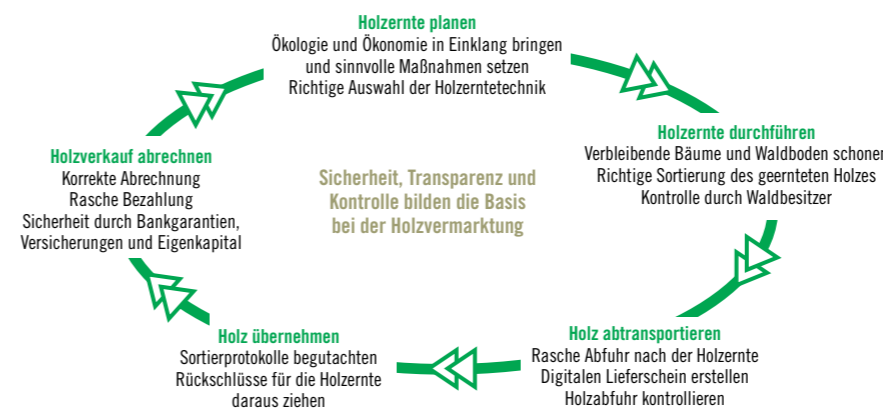 Holzernte planen
Ökologie und Ökonomie in Einklang bringen
und sinnvolle Maßnahmen setzen
Richtige Auswahl der Holzerntetechnik
Holzernte durchführen
Verbleibende Bäume und Waldboden schonen
Richtige Sortierung des geernteten Holzes
Kontrolle durch Waldbesitzer
Holz abtransportieren
Rasche Abfuhr nach der Holzernte
Digitalen Lieferschein erstellen
Holzabfuhr kontrollieren
Holz übernehmen
Sortierprotokolle begutachten
Rückschlüsse für die Holzernte
daraus ziehen
Holzverkauf abrechnen
Korrekte Abrechnung
Rasche Bezahlung
Sicherheit durch Bankgarantien,
Versicherungen und Eigenkapital
Sicherheit, Transparenz und
Kontrolle bilden die Basis
bei der Holzvermarktung